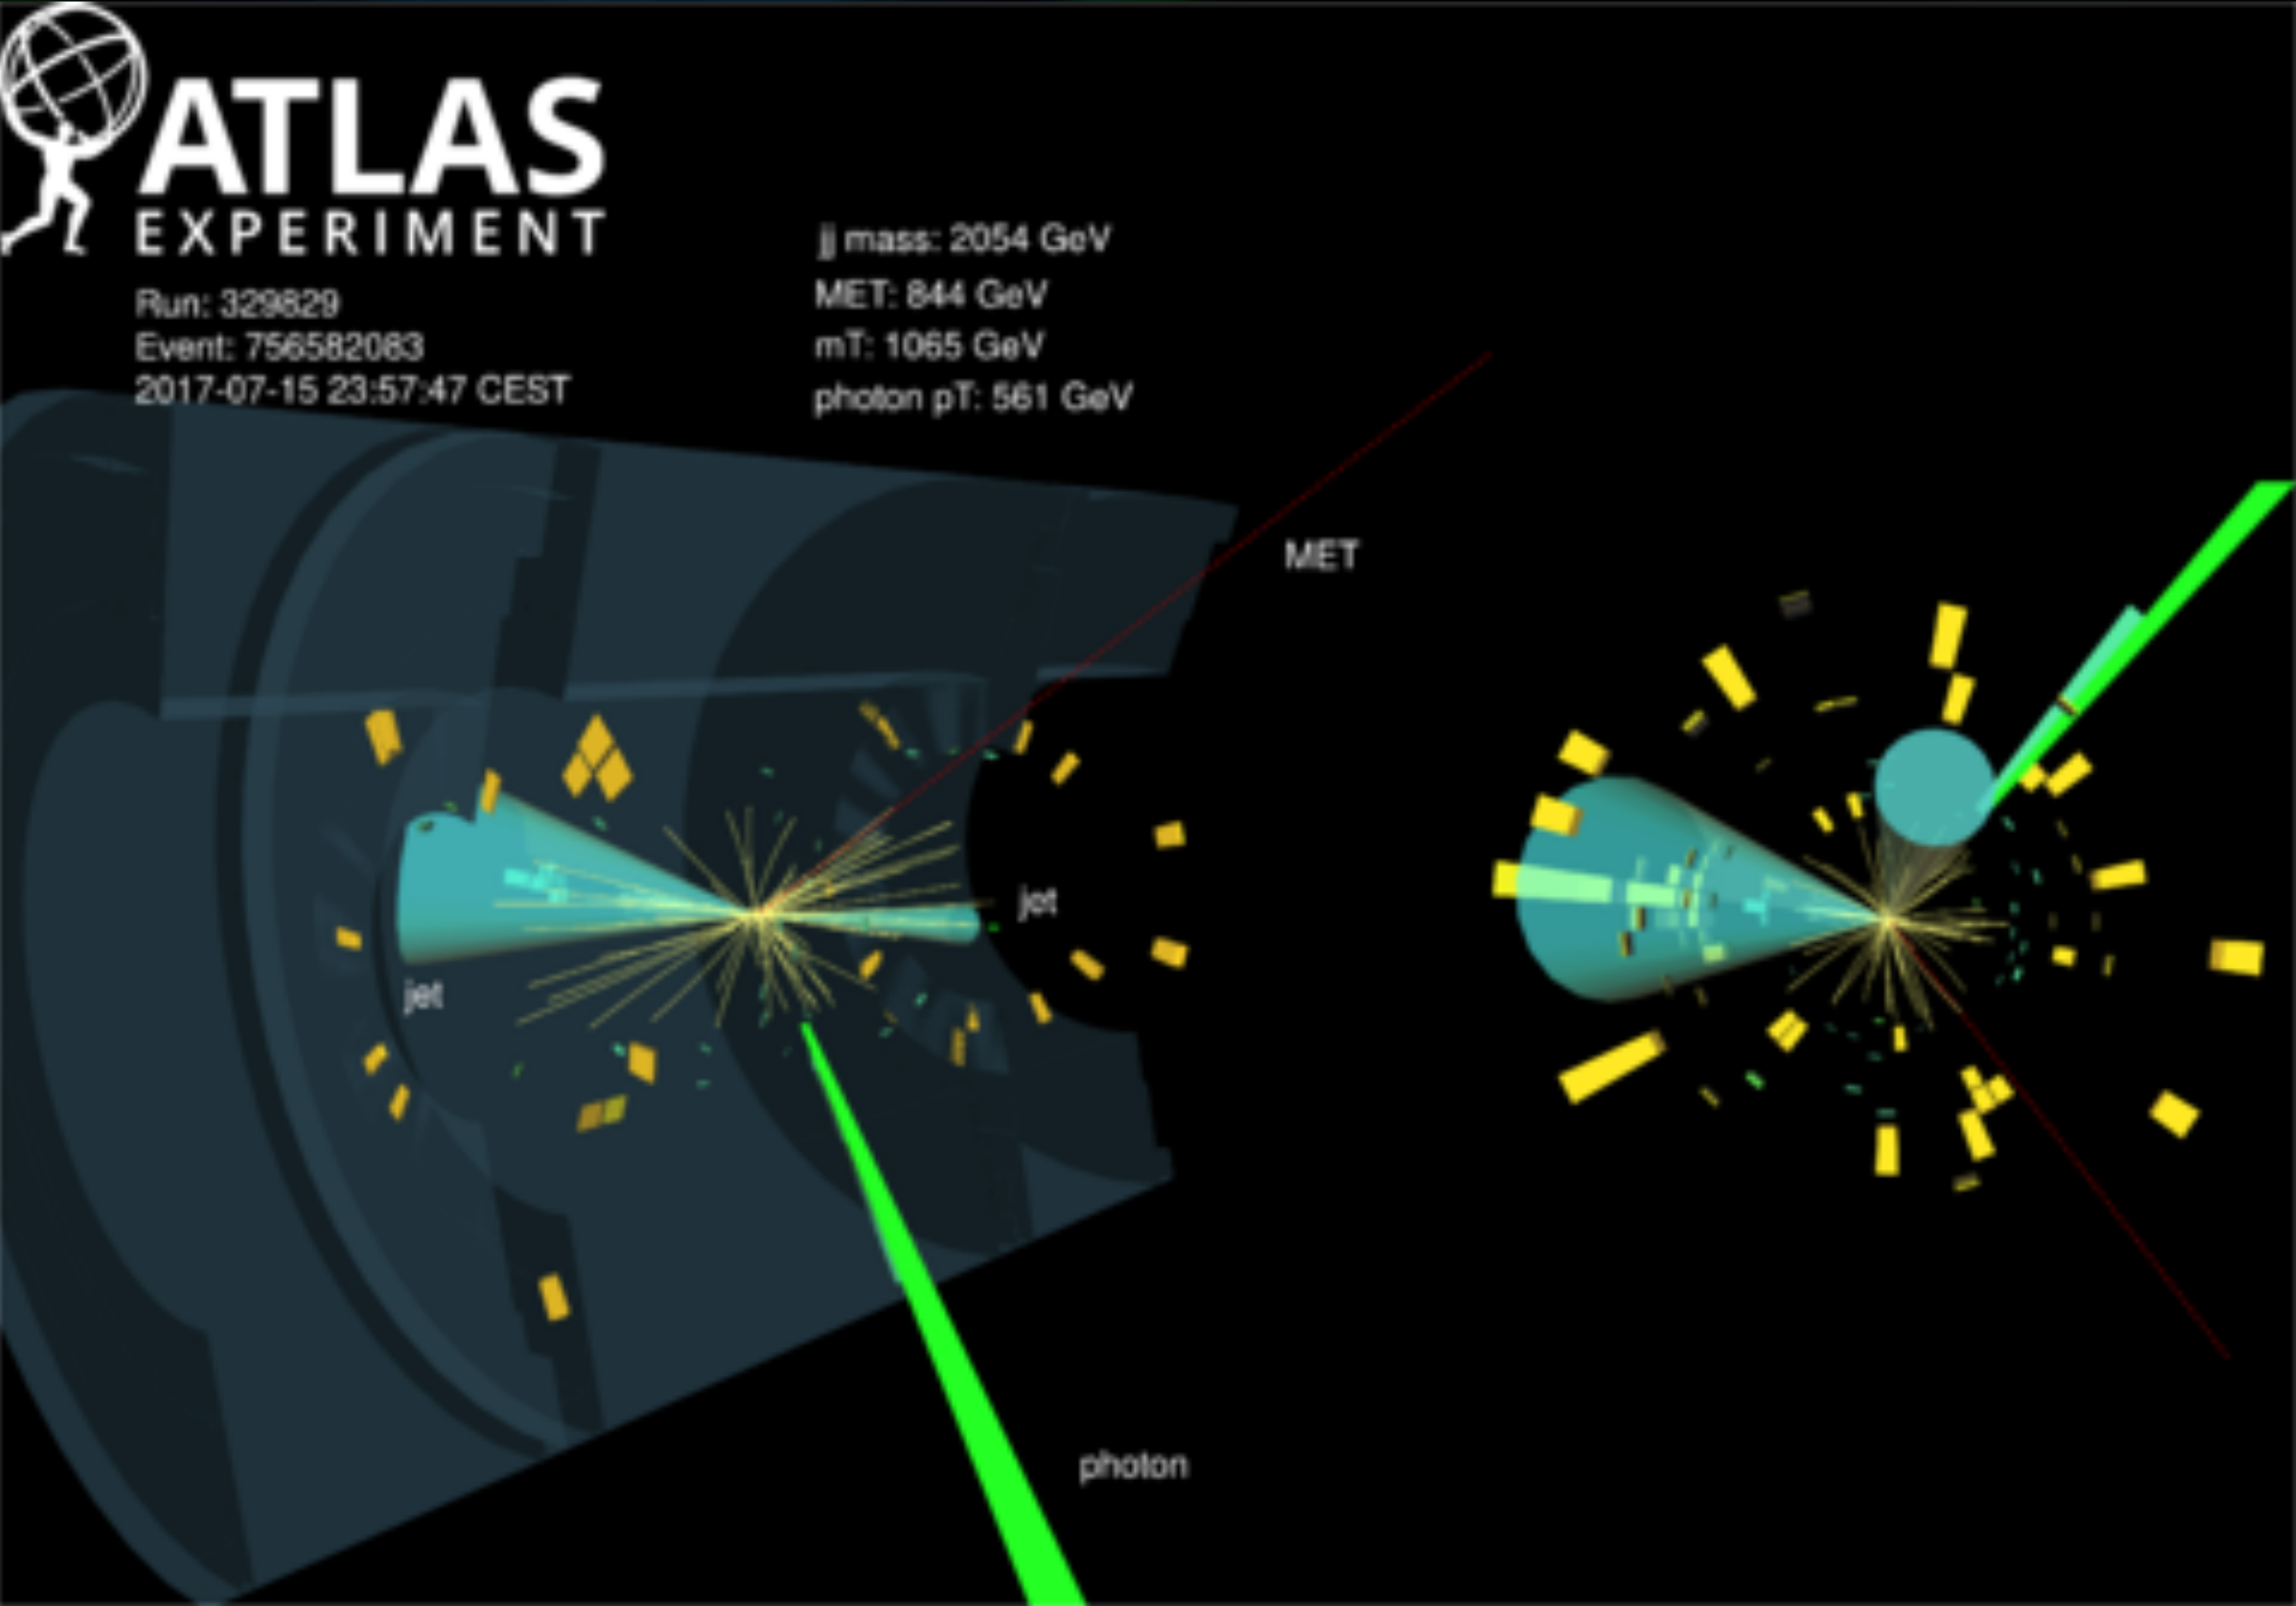 ATLAS
EXPERIMENT
Run: 329829
Event: 756582083
2017-07-15 23:57:47 CEST
jj mass: 2054 GeV
MET: 844 GeV
mT: 1065 GeV
photon pT: 561 GeV
MET
jet
jet
photon